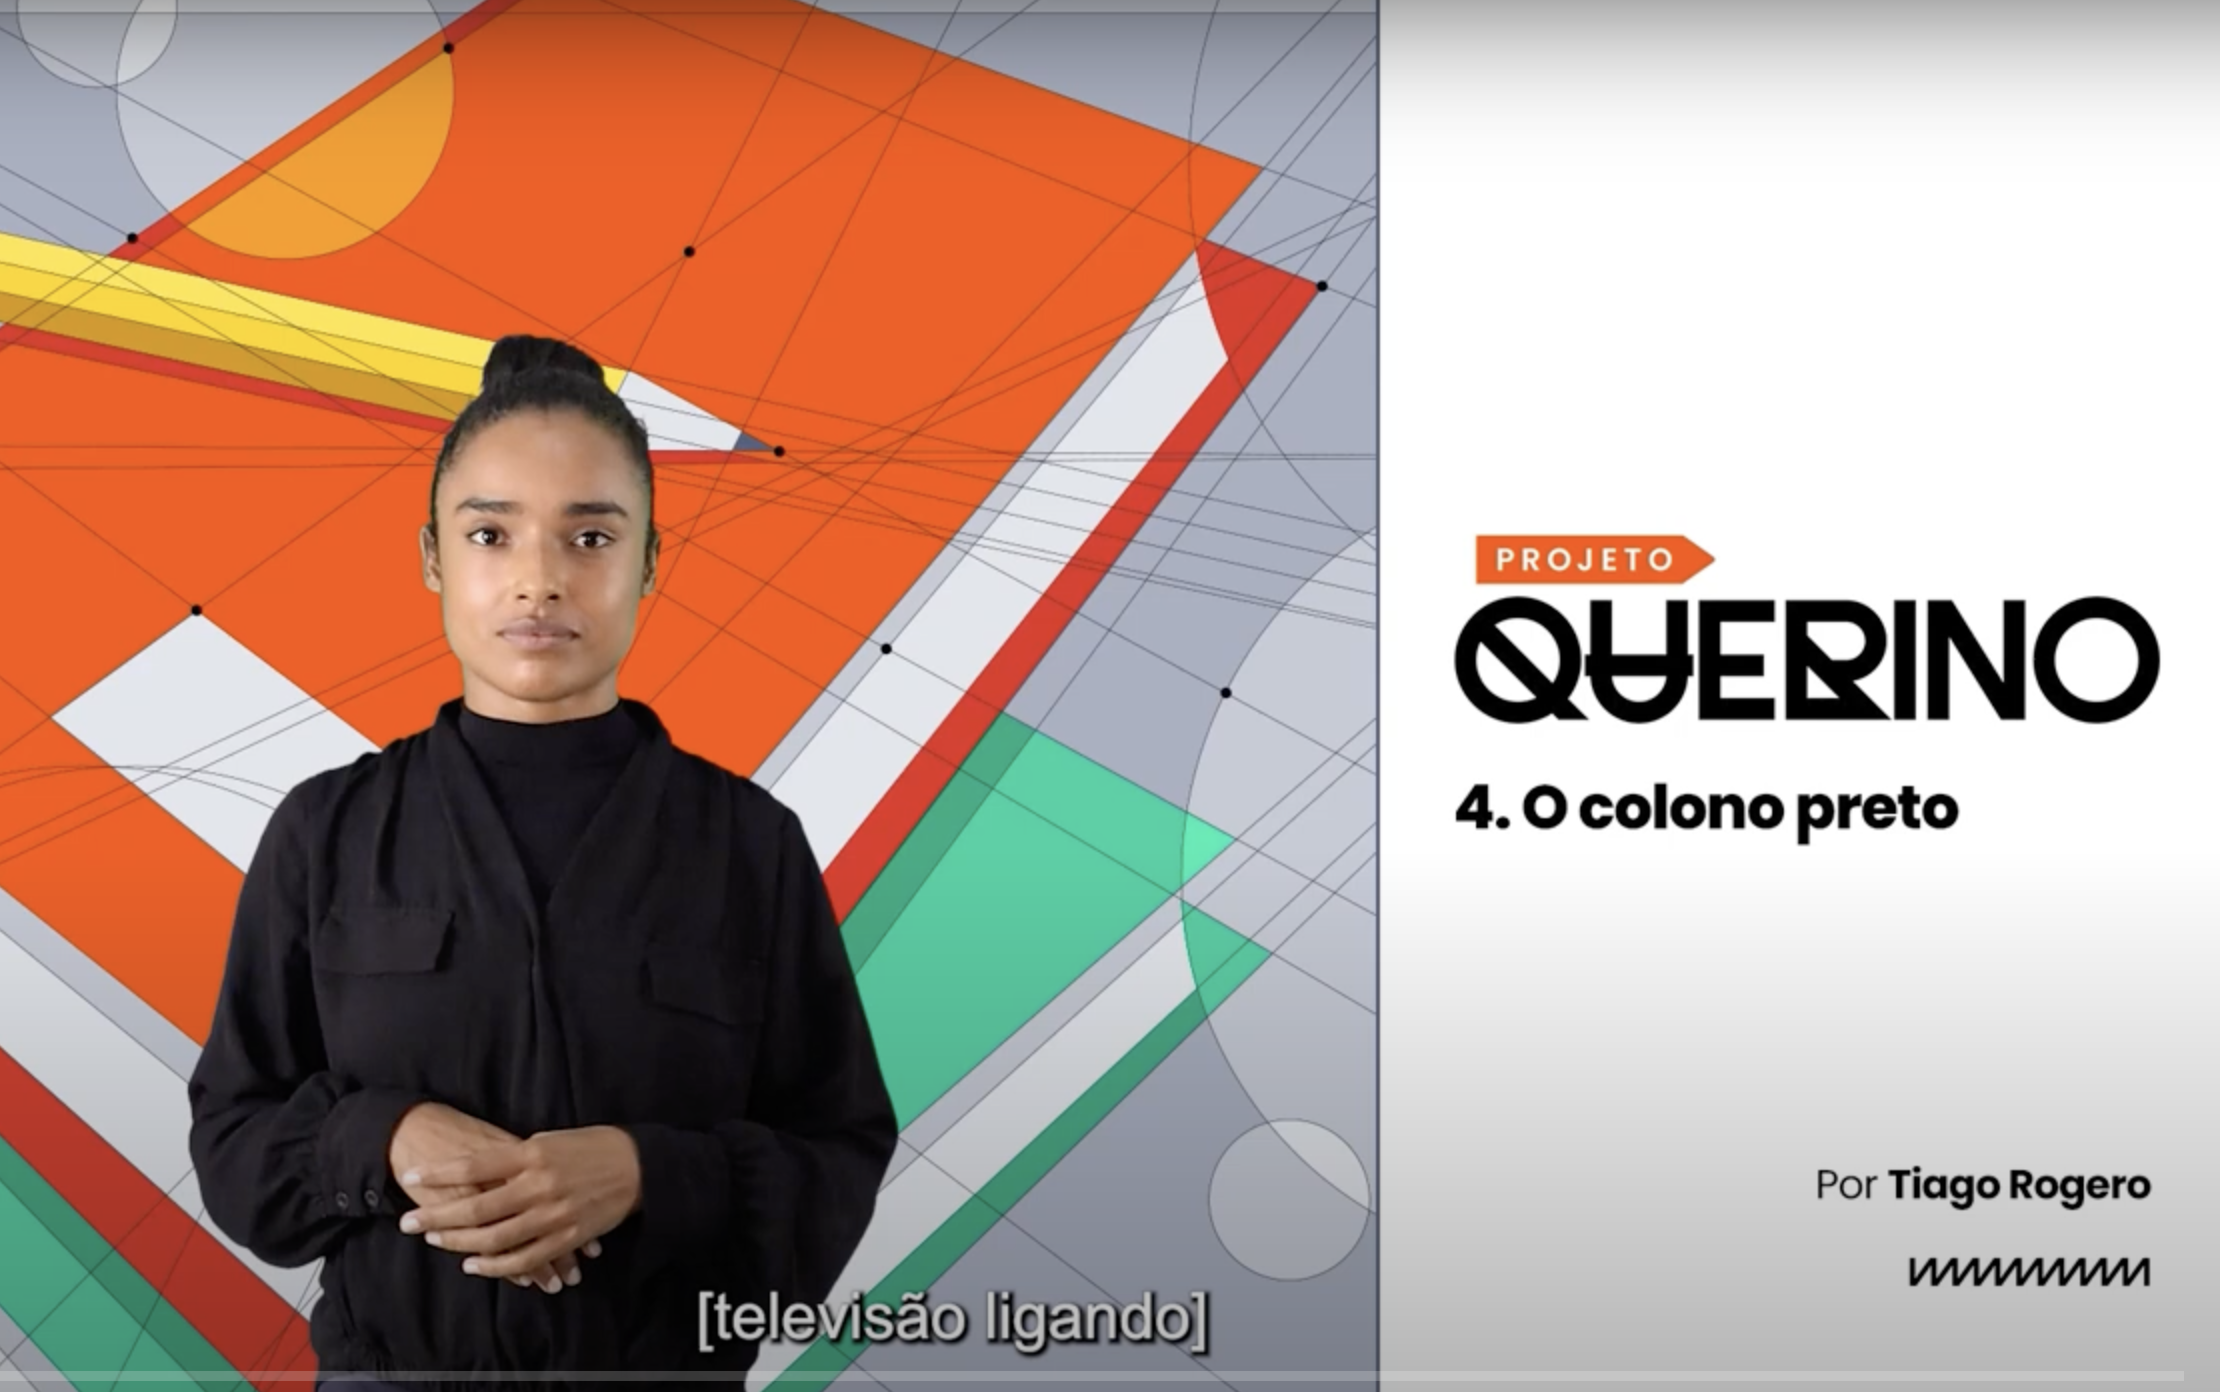 PROJETO
QUERINO
4. O colono preto
Por Tiago Rogero
[televisão ligando]